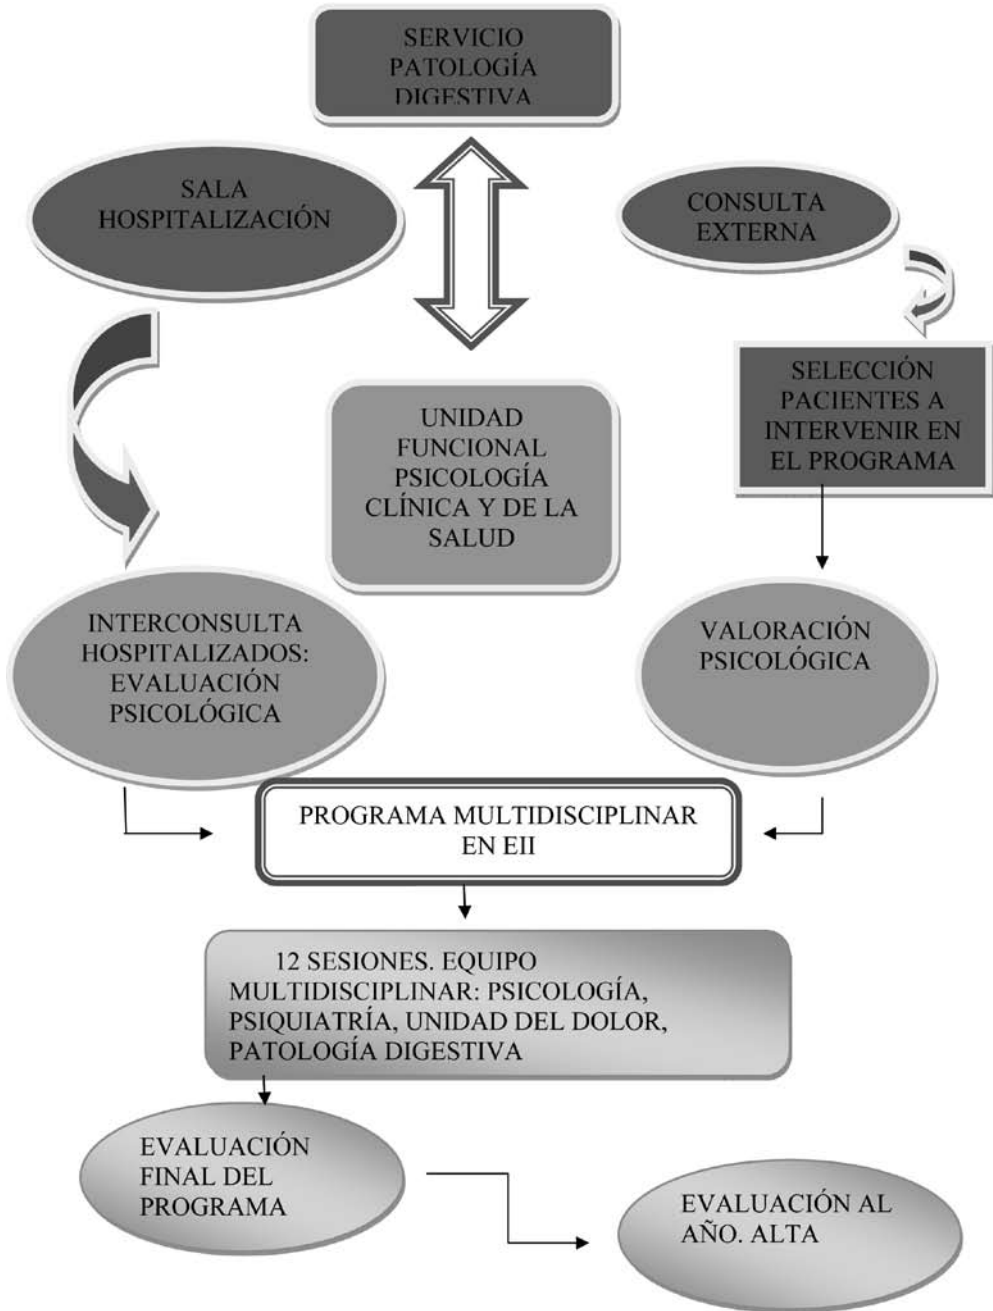 SERVICIO
PATOLOGÍA
DIGESTIVA
SALA
HOSPITALIZACIÓN
CONSULTA
EXTERNA
SELECCIÓN
PACIENTES A
INTERVENIR EN
EL PROGRAMA
UNIDAD
FUNCIONAL
PSICOLOGÍA
CLÍNICA Y DE LA
SALUD
INTERCONSULTA
HOSPITALIZADOS:
EVALUACIÓN
PSICOLÓGICA
VALORACIÓN
PSICOLÓGICA
PROGRAMA MULTIDISCIPLINAR
EN EII
12 SESIONES. EQUIPO
MULTIDISCIPLINAR: PSICOLOGÍA,
PSIQUIATRÍA, UNIDAD DEL DOLOR,
PATOLOGÍA DIGESTIVA
EVALUACIÓN
FINAL DEL
PROGRAMA
EVALUACIÓN AL
AÑO. ALTA